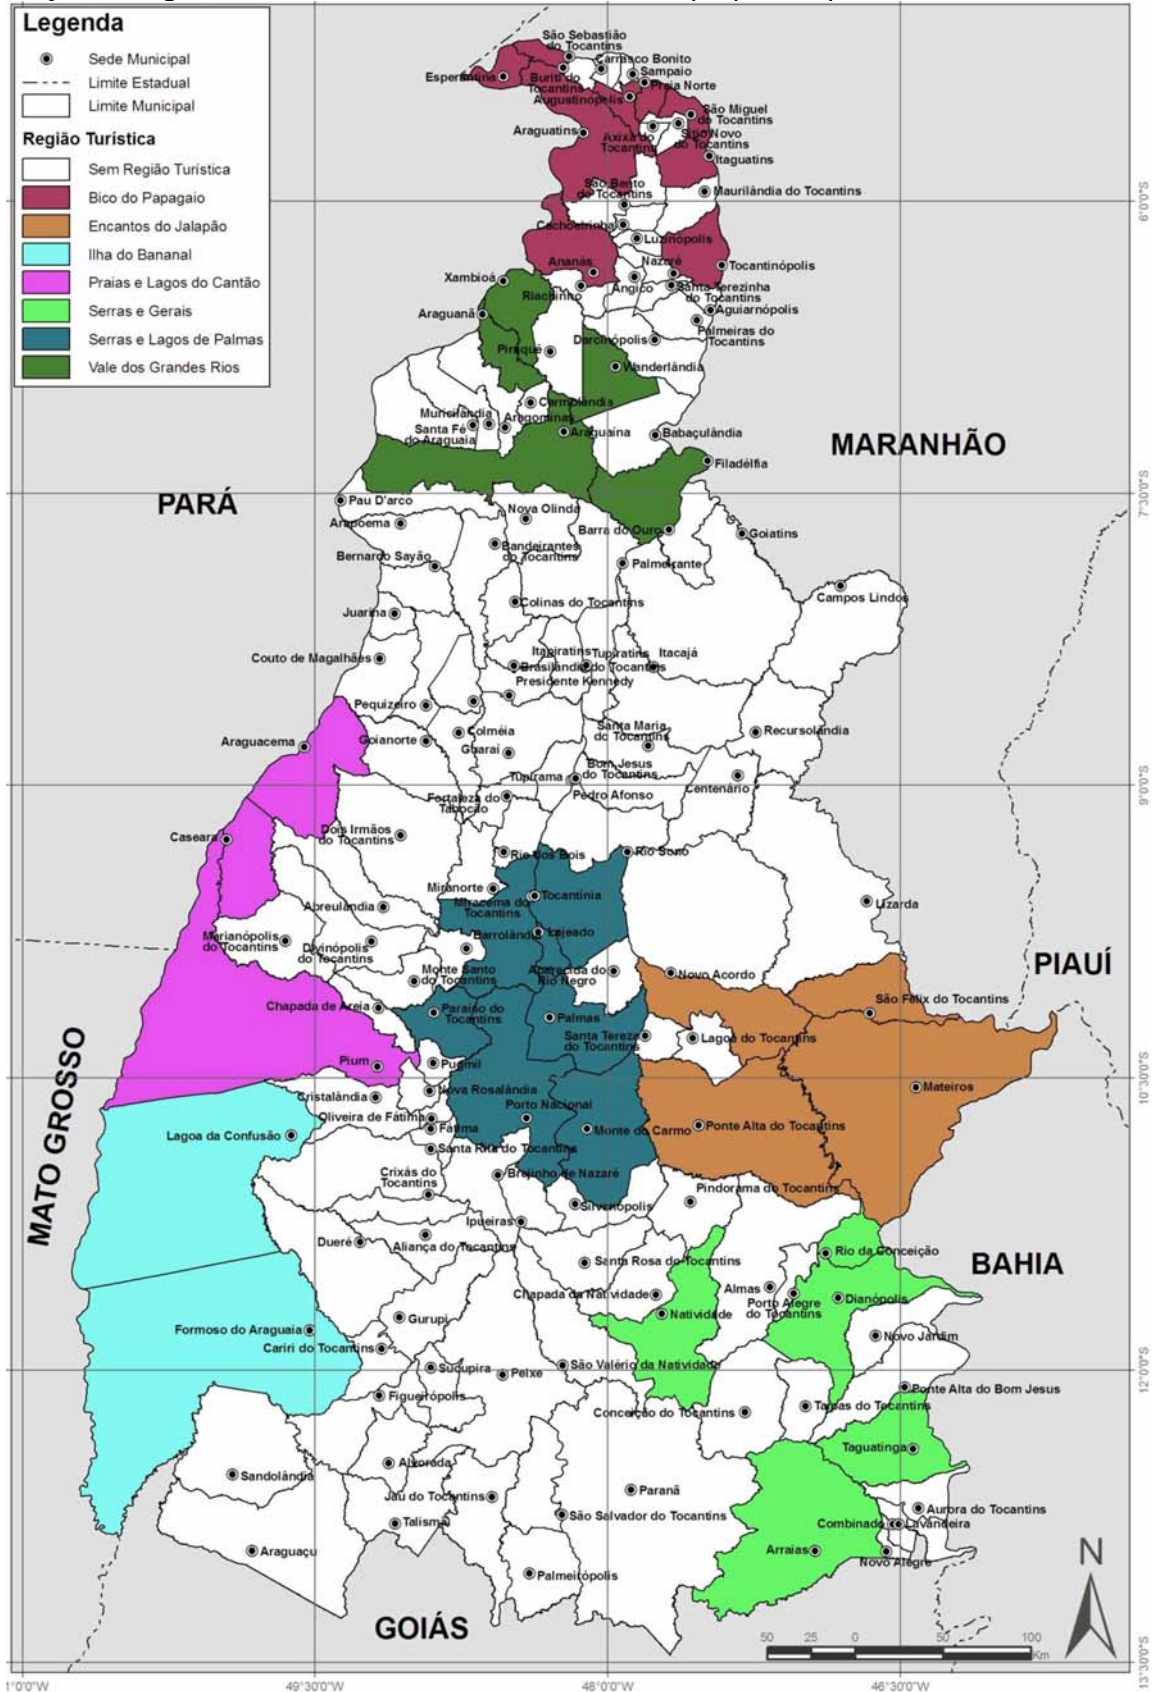 Legenda
Sede Municipal
Limite Estadual
Limite Municipal
Região Turística
Sem Região Turística
Bico do Papagaio
Encantos do Jalapão
Ilha do Bananal
Praias e Lagos do Cantão
Serras e Gerais
Serras e Lagos de Palmas
Vale dos Grandes Rios
São Sebastião
do Tocantins
Carrasco Bonito
Esperantina
Buriti do
Tocantins
Sampaio
Praia Norte
Augustinópolis
São Miguel
do Tocantins
Araguatins
Axixá do
Tocantins
Sítio Novo
do Tocantins
Itaguatins
São Bento
do Tocantins
Maurilândia do Tocantins
Cachoeirinha
Luzinópolis
Ananás
Nazaré
Tocantinópolis
Xambioá
Riachinho
Angico
Santa Terezinha
do Tocantins
Araguanã
Aguiarnópolis
Palmeiras do
Tocantins
Darcinópolis
Piraquê
Wanderlândia
Carmolândia
Muricilândia
Aragominas
Santa Fé
do Araguaia
Araguaína
Babaçulândia
MARANHÃO
Filadélfia
PARÁ
Pau D'arco
Nova Olinda
Arapoema
Barra do Ouro
Goiatins
Bandeirantes
do Tocantins
Bernardo Sayão
Palmeirante
Campos Lindos
Colinas do Tocantins
Juarina
Itapiratins
Tupiratins
Itacajá
Couto de Magalhães
Brasilândia do Tocantins
Presidente Kennedy
Pequizeiro
Santa Maria
do Tocantins
Recursolândia
Colméia
Goianorte
Araguacema
Guaraí
Bom Jesus
do Tocantins
Tupirama
Centenário
Pedro Afonso
Fortaleza do
Tabocão
Dois Irmãos
do Tocantins
Caseara
Rio dos Bois
Rio Sono
Miranorte
Tocantínia
Miracema do
Tocantins
Lizarda
Abreulândia
Barrolândia
Lajeado
Marianópolis
do Tocantins
Divinópolis
do Tocantins
PIAUÍ
Monte Santo
do Tocantins
Aparecida do
Rio Negro
Novo Acordo
São Félix do Tocantins
Chapada de Areia
Paraíso do
Tocantins
Palmas
Santa Tereza
do Tocantins
Lagoa do Tocantins
Pium
Pugmil
Mateiros
Nova Rosalândia
Cristalândia
Porto Nacional
MATO GROSSO
Oliveira de Fátima
Fátima
Monte do Carmo
Ponte Alta do Tocantins
Lagoa da Confusão
Santa Rita do Tocantins
Crixás do
Tocantins
Brejinho de Nazaré
Pindorama do Tocantins
Silvanópolis
Ipueiras
Dueré
Aliança do Tocantins
Rio da Conceição
Santa Rosa do Tocantins
BAHIA
Chapada da Natividade
Almas
Porto Alegre
do Tocantins
Dianópolis
Natividade
Gurupi
Formoso do Araguaia
Novo Jardim
Cariri do Tocantins
Sucupira
Peixe
São Valério da Natividade
Figueirópolis
Ponte Alta do Bom Jesus
Conceição do Tocantins
Taipas do Tocantins
Taguatinga
Alvorada
Sandolândia
Paranã
Jaú do Tocantins
São Salvador do Tocantins
Aurora do Tocantins
Talismã
Combinado
Lavandeira
Araguaçu
Arraias
Novo Alegre
Palmeirópolis
GOIÁS
N
50 25 0 50 100
Km
1°0'0"W 49°30'0"W 48°0'0"W 46°30'0"W
6°0'0"S
7°30'0"S
9°0'0"S
10°30'0"S
12°0'0"S
13°30'0"S